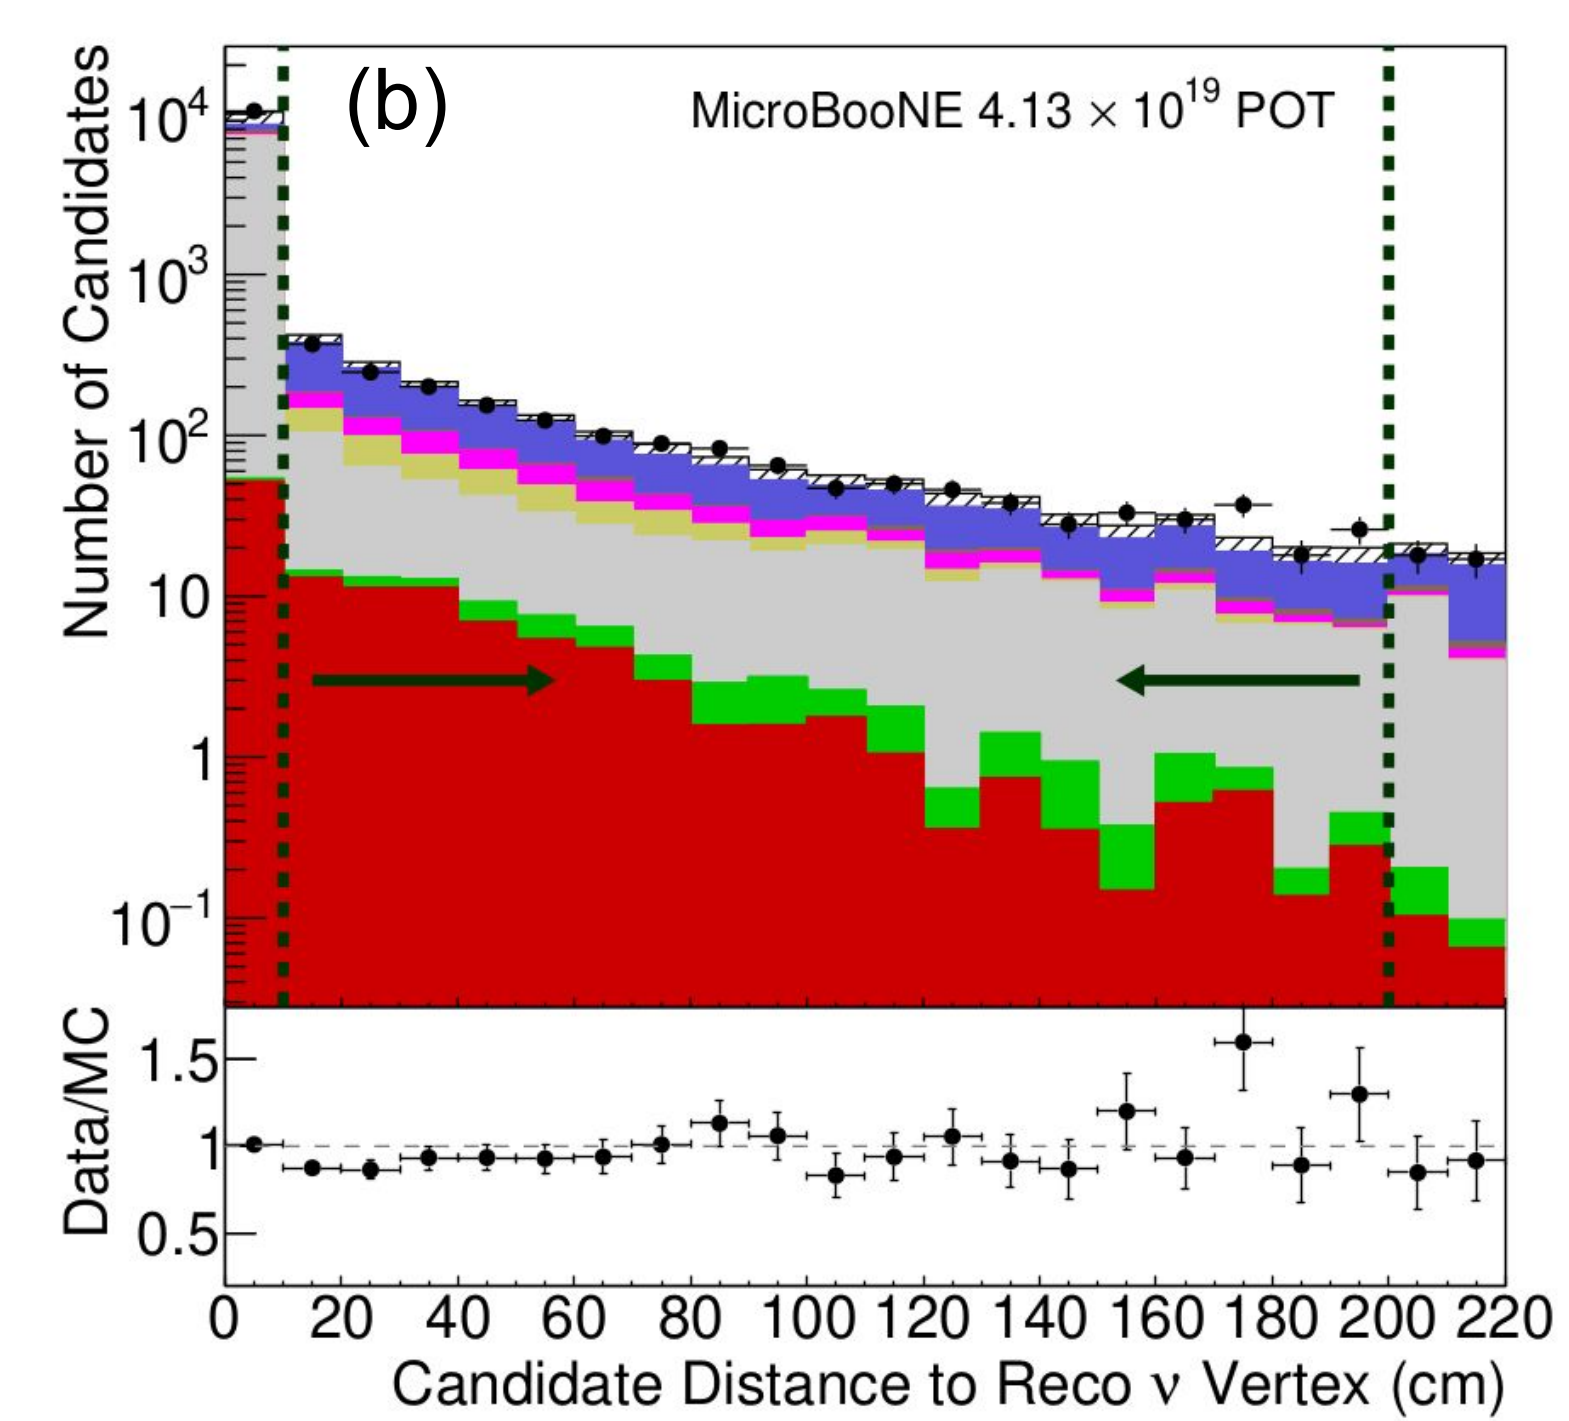 (b)
MicroBooNE 4.13 × 10¹⁹ POT
Number of Candidates
10⁴
10³
10²
10
1
10⁻¹
Data/MC
1.5
1
0.5
0 20 40 60 80 100 120 140 160 180 200 220
Candidate Distance to Reco ν Vertex (cm)